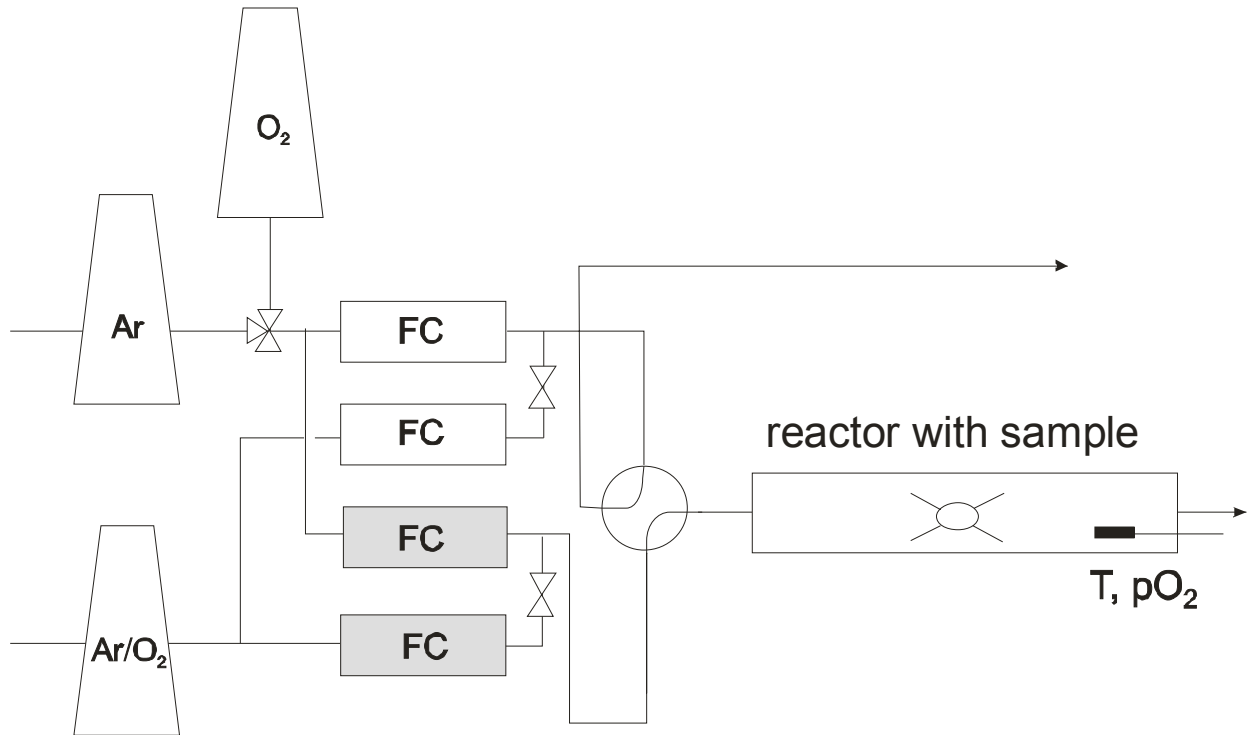 O₂
Ar
FC
FC
reactor with sample
FC
T, pO₂
Ar/O₂
FC